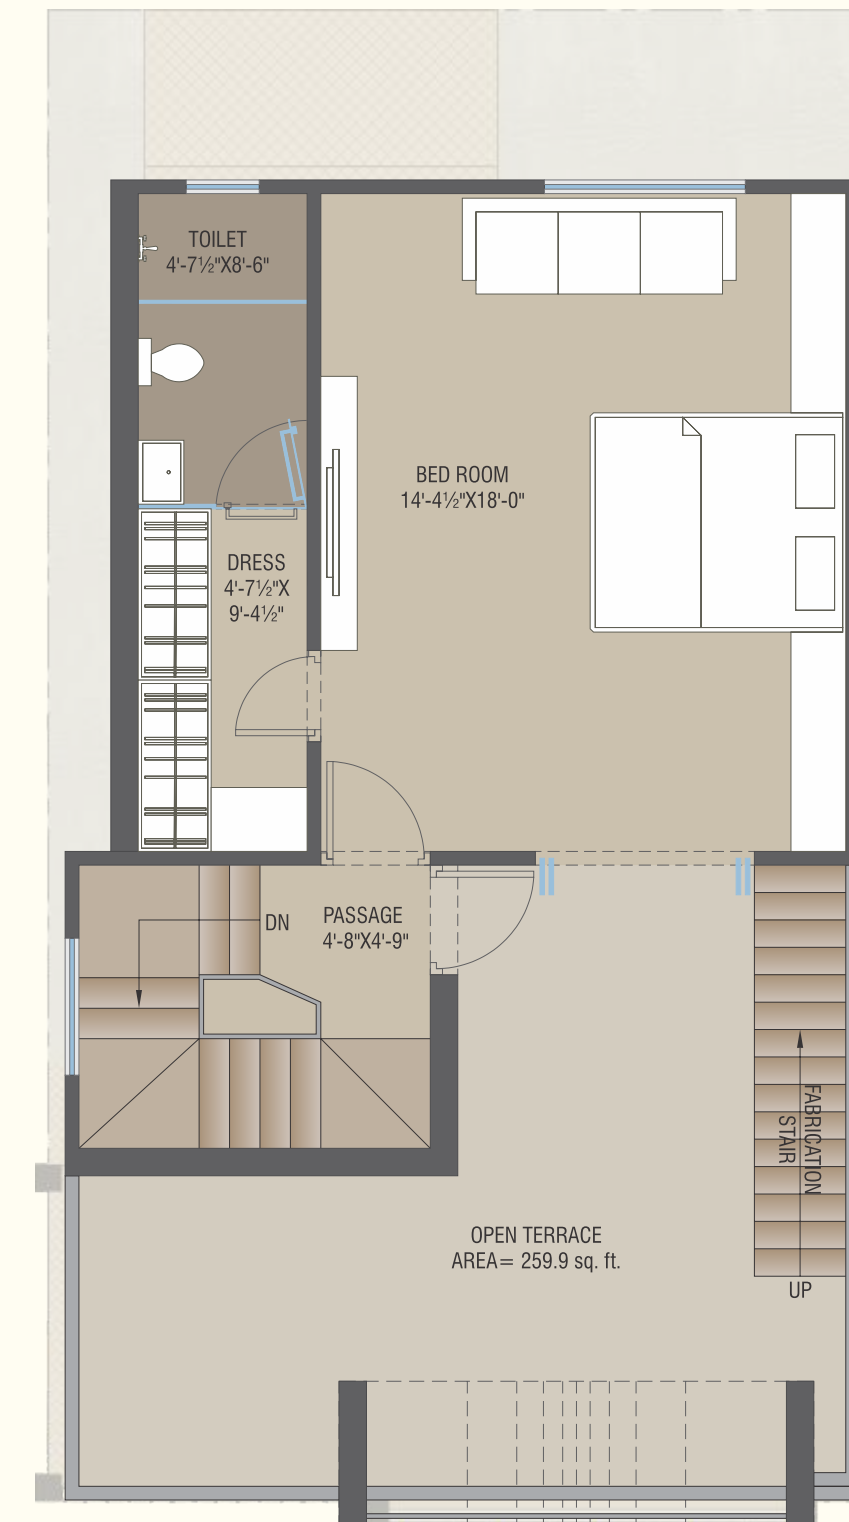 TOILET
4'-7½"X8'-6"
BED ROOM
14'-4½"X18'-0"
DRESS
4'-7½"X
9'-4½"
DN
PASSAGE
4'-8"X4'-9"
FABRICATION
STAIR
OPEN TERRACE
AREA= 259.9 sq. ft.
UP